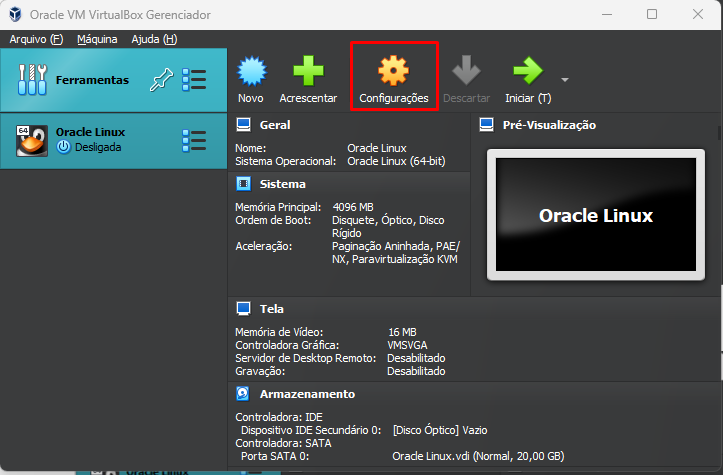 Oracle VM VirtualBox Gerenciador
Arquivo (F) Máquina Ajuda (H)
Ferramentas
Novo Acrescentar Configurações Descartar Iniciar (T)
64 Oracle Linux
Desligada
Geral
Nome: Oracle Linux
Sistema Operacional: Oracle Linux (64-bit)
Pré-Visualização
Oracle Linux
Sistema
Memória Principal: 4096 MB
Ordem de Boot: Disquete, Óptico, Disco
Rígido
Aceleração: Paginação Aninhada, PAE/
NX, Paravirtualização KVM
Tela
Memória de Vídeo: 16 MB
Controladora Gráfica: VMSVGA
Servidor de Desktop Remoto: Desabilitado
Gravação: Desabilitado
Armazenamento
Controladora: IDE
Dispositivo IDE Secundário 0: [Disco Óptico] Vazio
Controladora: SATA
Porta SATA 0: Oracle Linux.vdi (Normal, 20,00 GB)